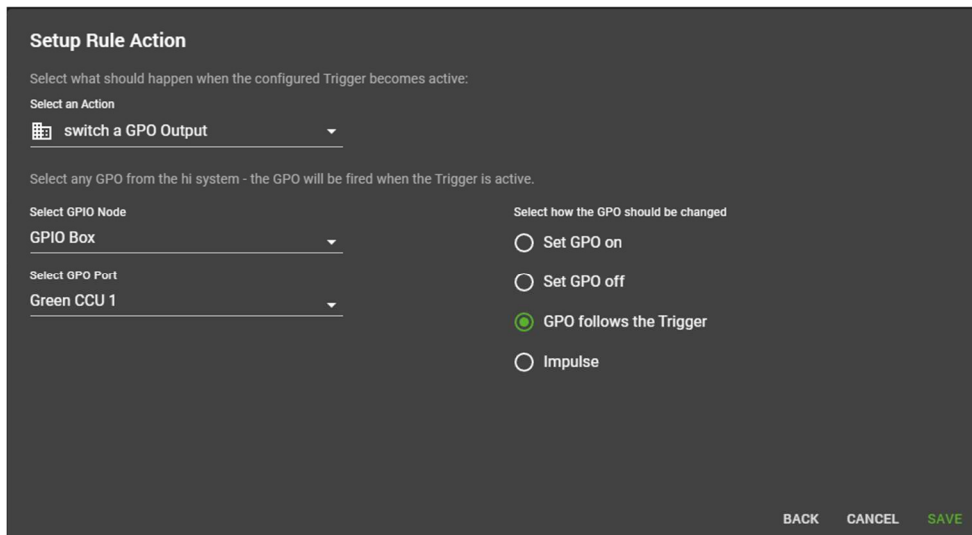 Setup Rule Action
Select what should happen when the configured Trigger becomes active:
Select an Action
switch a GPO Output
Select any GPO from the hi system - the GPO will be fired when the Trigger is active.
Select GPIO Node
GPIO Box
Select GPO Port
Green CCU 1
Select how the GPO should be changed
Set GPO on
Set GPO off
GPO follows the Trigger
Impulse
BACK CANCEL SAVE